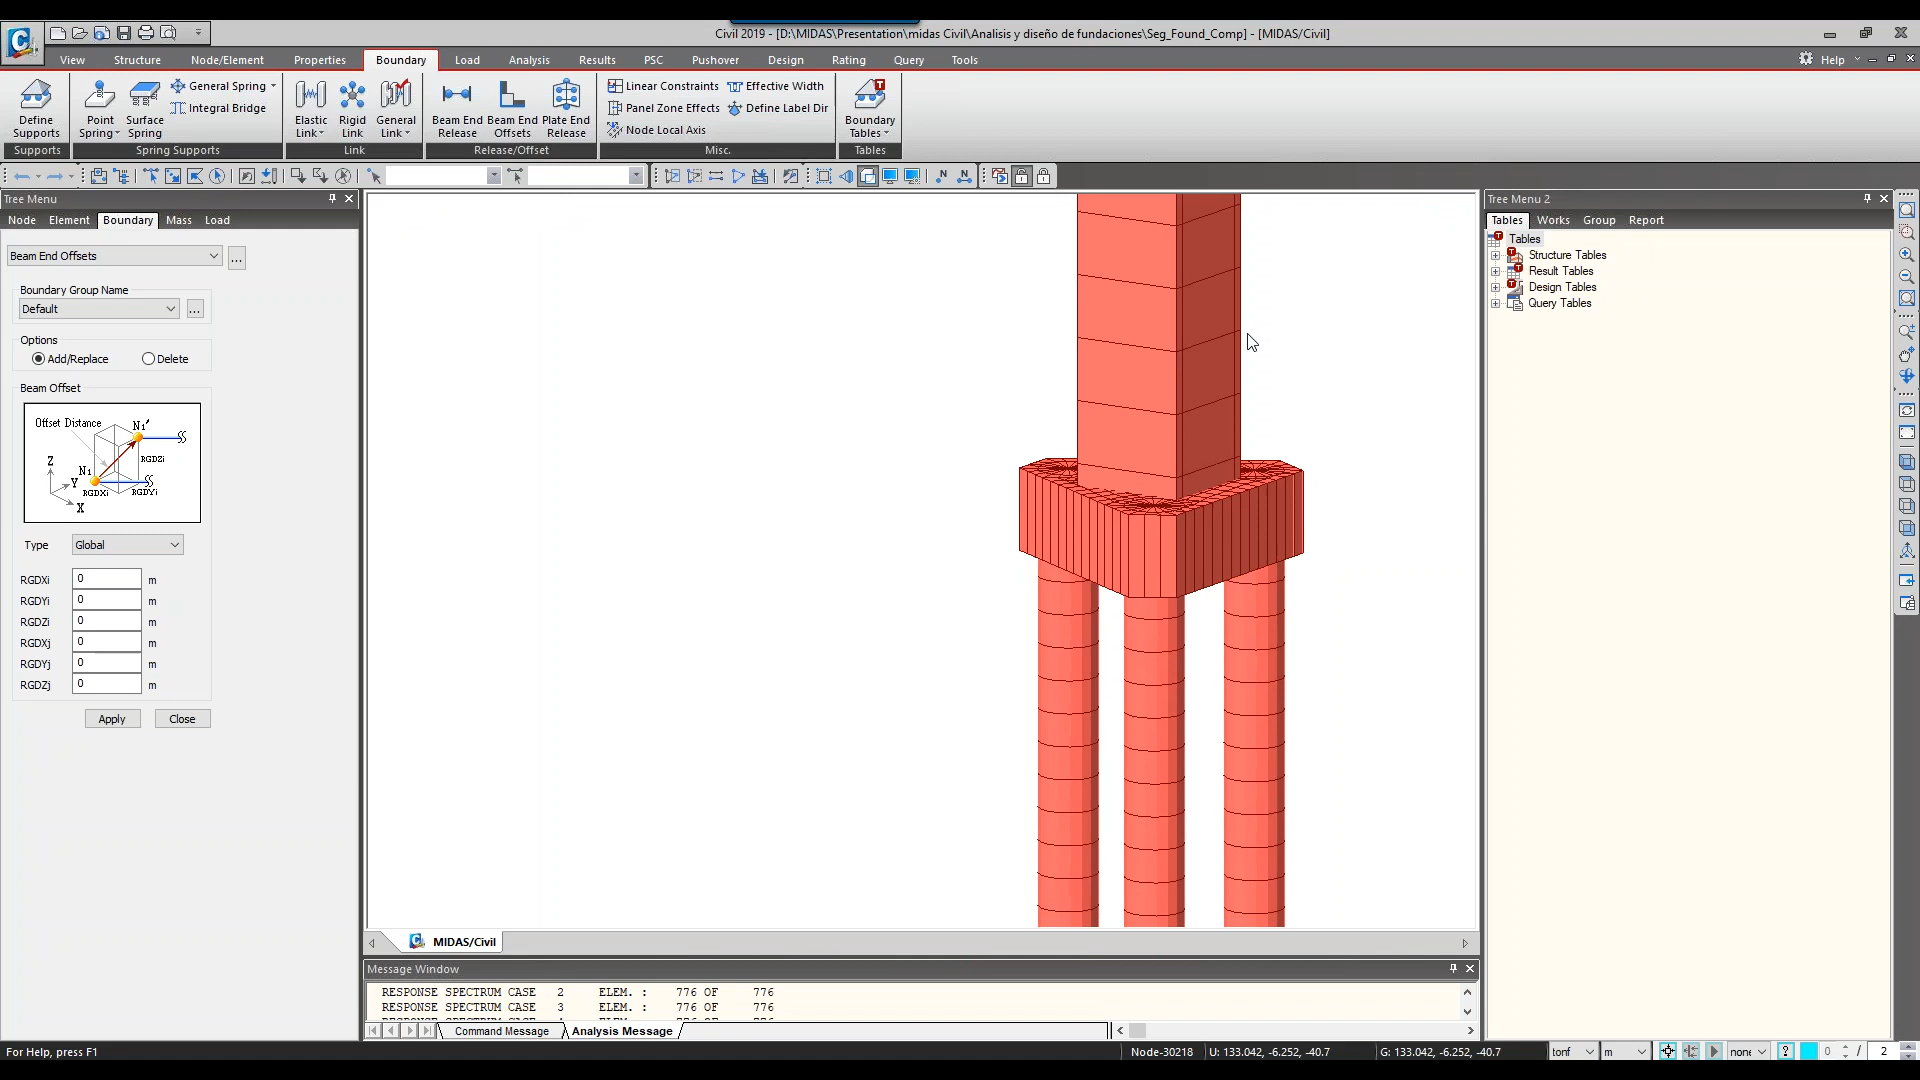 Civil 2019 - [D:\MIDAS\Presentation\midas Civil\Analisis y diseño de fundaciones\Seg_Found_Comp] - [MIDAS/Civil]
View Structure Node/Element Properties Boundary Load Analysis Results PSC Pushover Design Rating Query Tools Help
Define Supports
Point Spring
Surface Spring
General Spring
Integral Bridge
Elastic Link
Rigid Link
General Link
Beam End Release
Beam End Offsets
Plate End Release
Linear Constraints
Effective Width
Panel Zone Effects
Define Label Dir
Node Local Axis
Boundary Tables
Supports Spring Supports Link Release/Offset Misc. Tables
Tree Menu
Node Element Boundary Mass Load
Beam End Offsets ...
Boundary Group Name
Default ...
Options
Add/Replace Delete
Beam Offset
Offset Distance
N1'
RGDZi
Z
Y
N1
RGDXi RGDYi
X
Type Global
RGDXi 0 m
RGDYi 0 m
RGDZi 0 m
RGDXj 0 m
RGDYj 0 m
RGDZj 0 m
Apply Close
MIDAS/Civil
Message Window
RESPONSE SPECTRUM CASE 2 ELEM. : 776 OF 776
RESPONSE SPECTRUM CASE 3 ELEM. : 776 OF 776
Command Message Analysis Message
Tree Menu 2
Tables Works Group Report
Tables
Structure Tables
Result Tables
Design Tables
Query Tables
For Help, press F1
Node-30218 U: 133.042, -6.252, -40.7 G: 133.042, -6.252, -40.7 tonf m none ? 0 / 2